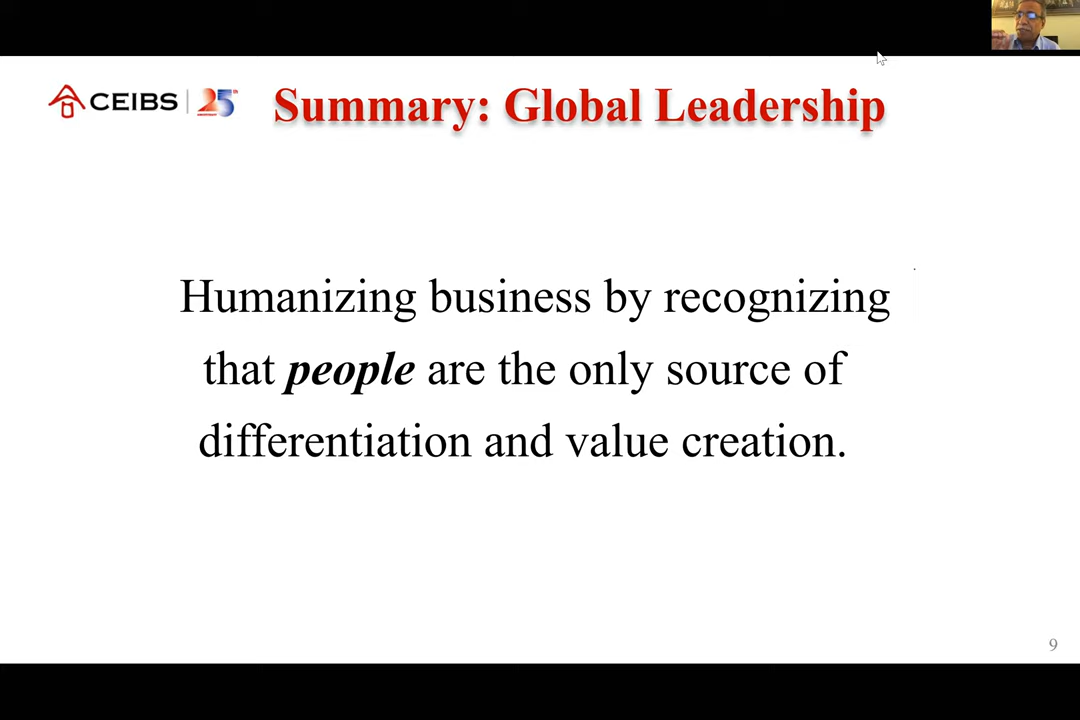 CEIBS 25th Summary: Global Leadership
Humanizing business by recognizing
that people are the only source of
differentiation and value creation.
9